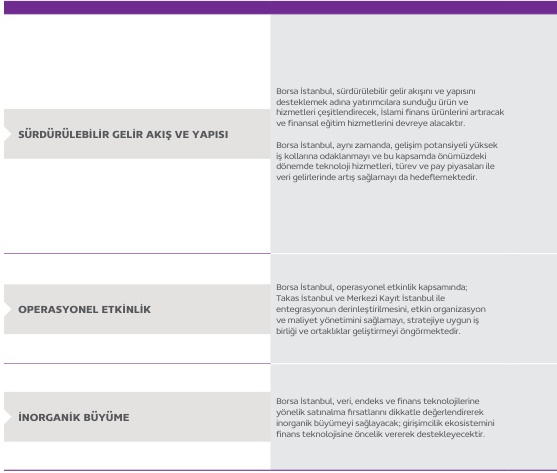 SÜRDÜRÜLEBİLİR GELİR AKIŞ VE YAPISI
Borsa İstanbul, sürdürülebilir gelir akışını ve yapısını
desteklemek adına yatırımcılara sunduğu ürün ve
hizmetleri çeşitlendirecek, İslami finans ürünlerini artıracak
ve finansal eğitim hizmetlerini devreye alacaktır.
Borsa İstanbul, aynı zamanda, gelişim potansiyeli yüksek
iş kollarına odaklanmayı ve bu kapsamda önümüzdeki
dönemde teknoloji hizmetleri, türev ve pay piyasaları ile
veri gelirlerinde artış sağlamayı da hedeflemektedir.
OPERASYONEL ETKİNLİK
Borsa İstanbul, operasyonel etkinlik kapsamında;
Takas İstanbul ve Merkezi Kayıt İstanbul ile
entegrasyonun derinleştirilmesini, etkin organizasyon
ve maliyet yönetimini sağlamayı, stratejiye uygun iş
birliği ve ortaklıklar geliştirmeyi öngörmektedir.
İNORGANİK BÜYÜME
Borsa İstanbul, veri, endeks ve finans teknolojilerine
yönelik satınalma fırsatlarını dikkatle değerlendirerek
inorganik büyümeyi sağlayacak; girişimcilik ekosistemini
finans teknolojisine öncelik vererek destekleyecektir.